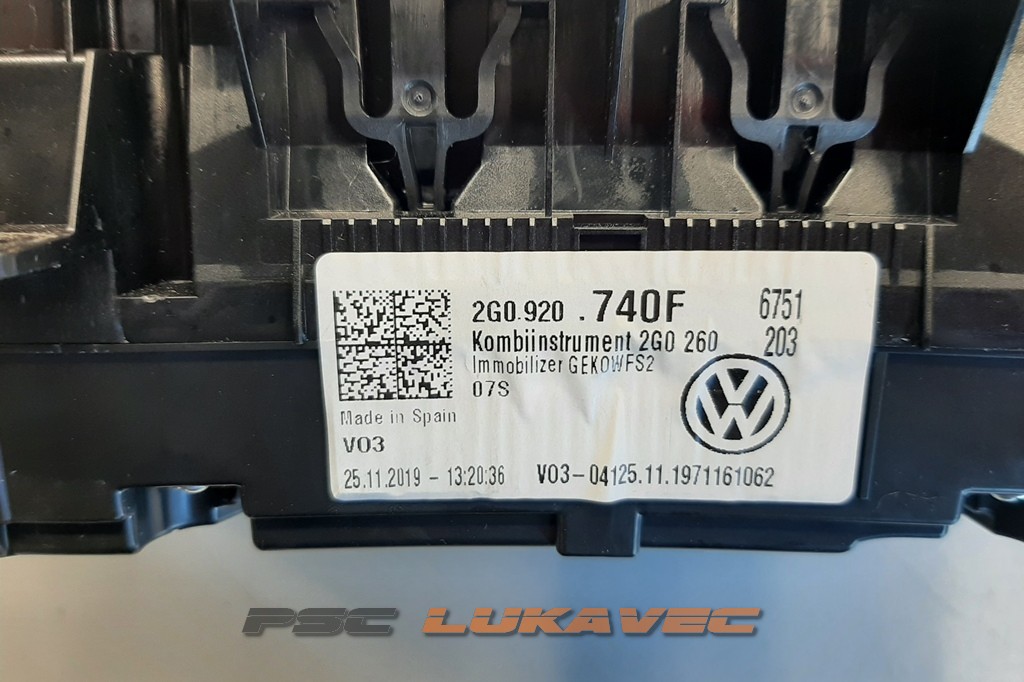 2G0.920 .740F 6751
Kombiinstrument 2G0 260 203
Immobilizer GEKOWFS2
07S
Made in Spain
V03
25.11.2019 - 13:20:36 V03-04125.11.1971161062
PSC LUKAVEC